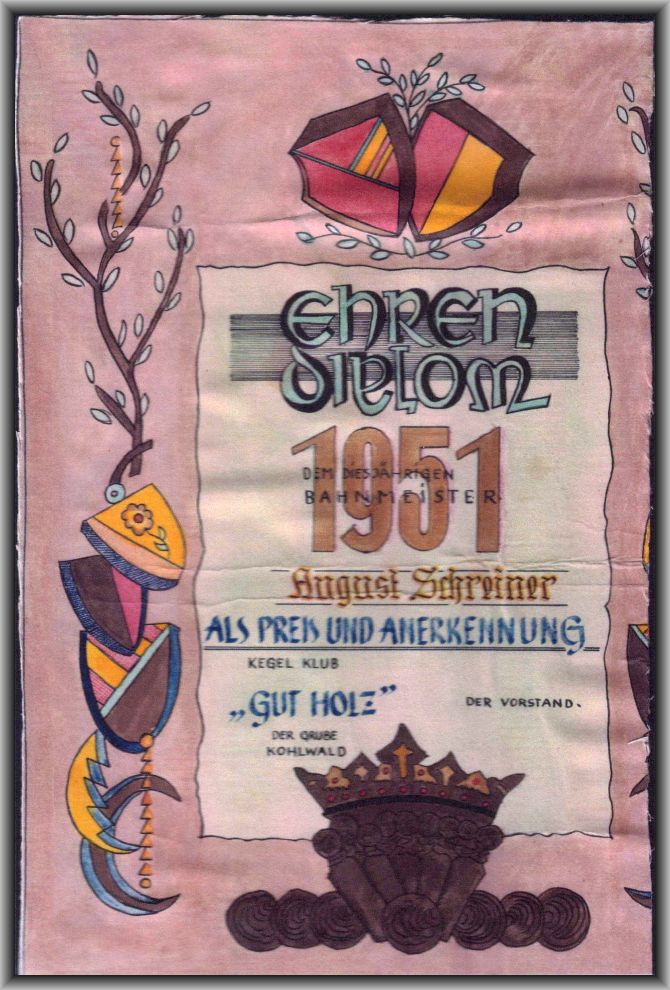 EHREN
DIPLOM
1951
DEM DIESJÄHRIGEN
BAHNMEISTER
August Schreiner
ALS PREIS UND ANERKENNUNG
KEGEL KLUB
„GUT HOLZ”
DER VORSTAND.
DER GRUBE
KOHLWALD